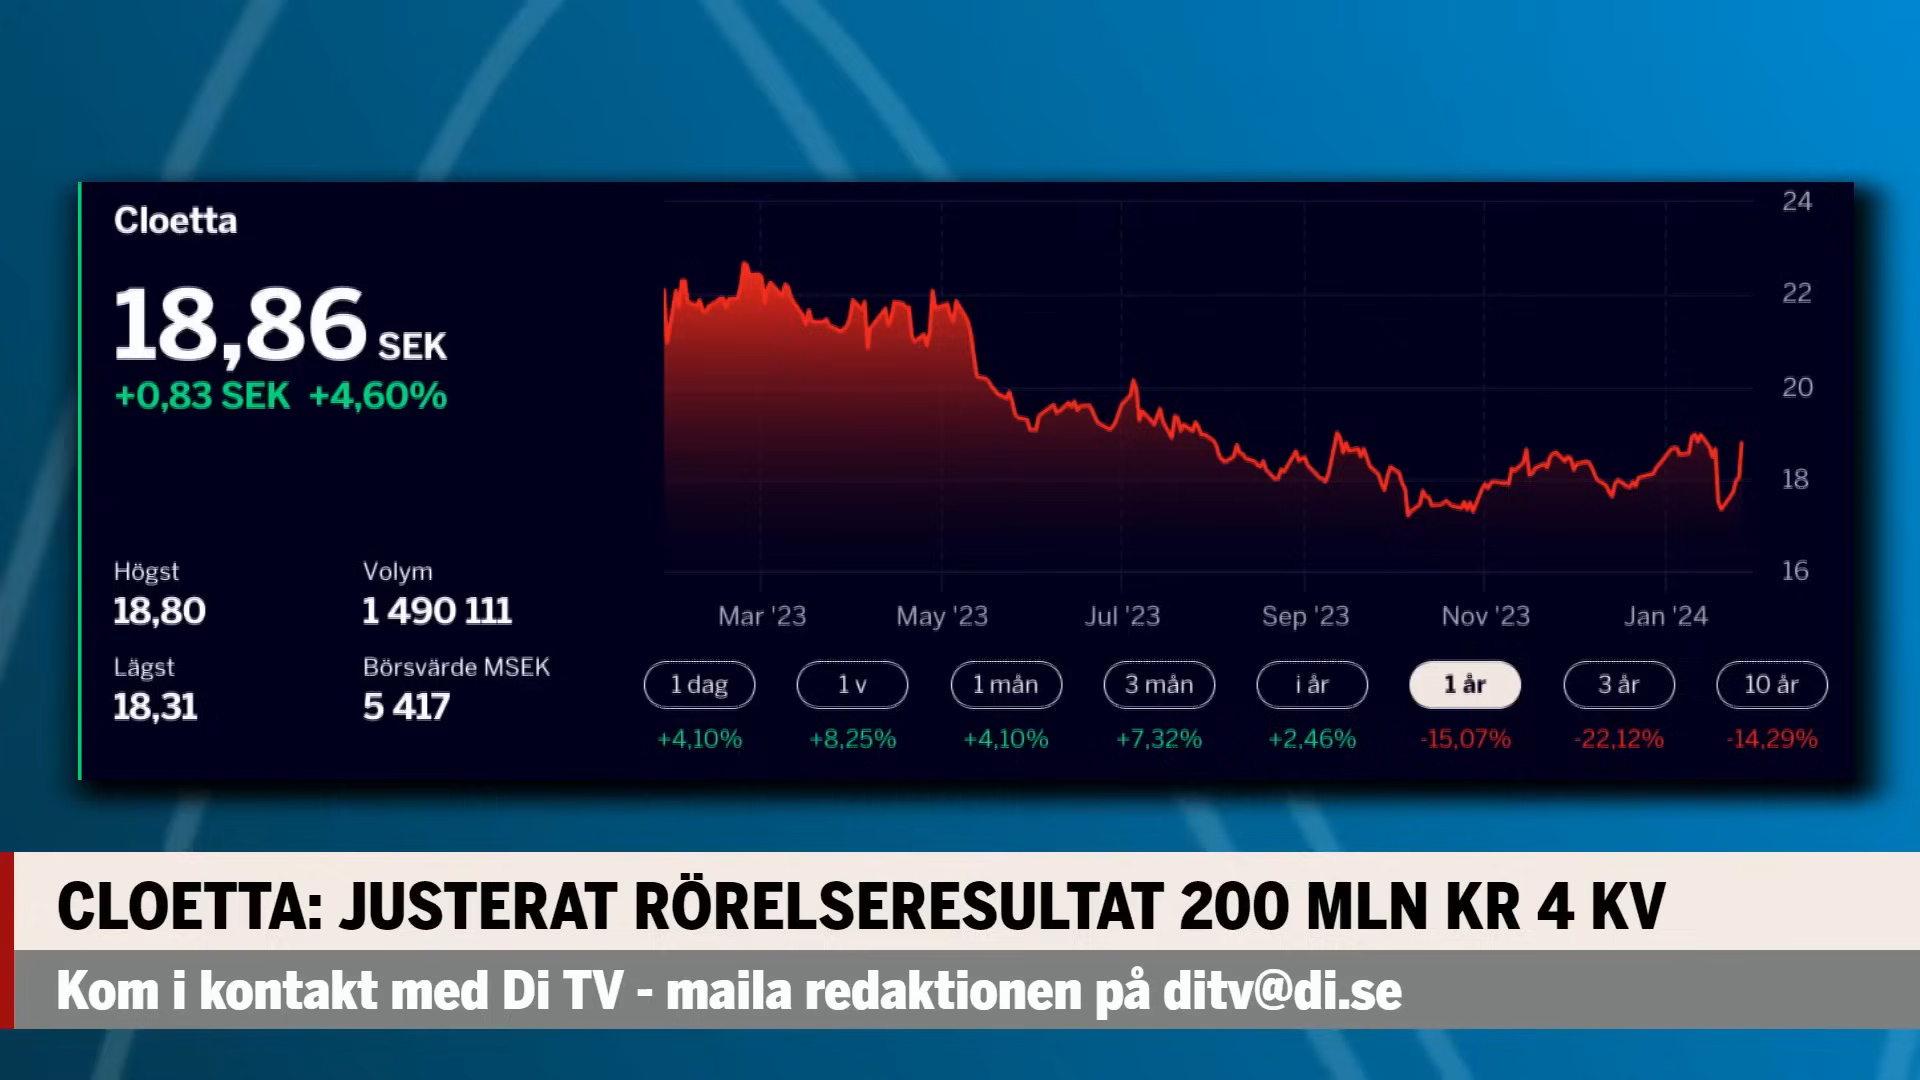 Cloetta
18,86 SEK
+0,83 SEK +4,60%
Högst
18,80
Volym
1 490 111
Lägst
18,31
Börsvärde MSEK
5 417
24
22
20
18
16
Mar '23 May '23 Jul '23 Sep '23 Nov '23 Jan '24
1 dag 1 v 1 mån 3 mån i år 1 år 3 år 10 år
+4,10% +8,25% +4,10% +7,32% +2,46% -15,07% -22,12% -14,29%
CLOETTA: JUSTERAT RÖRELSERESULTAT 200 MLN KR 4 KV
Kom i kontakt med Di TV - maila redaktionen på ditv@di.se